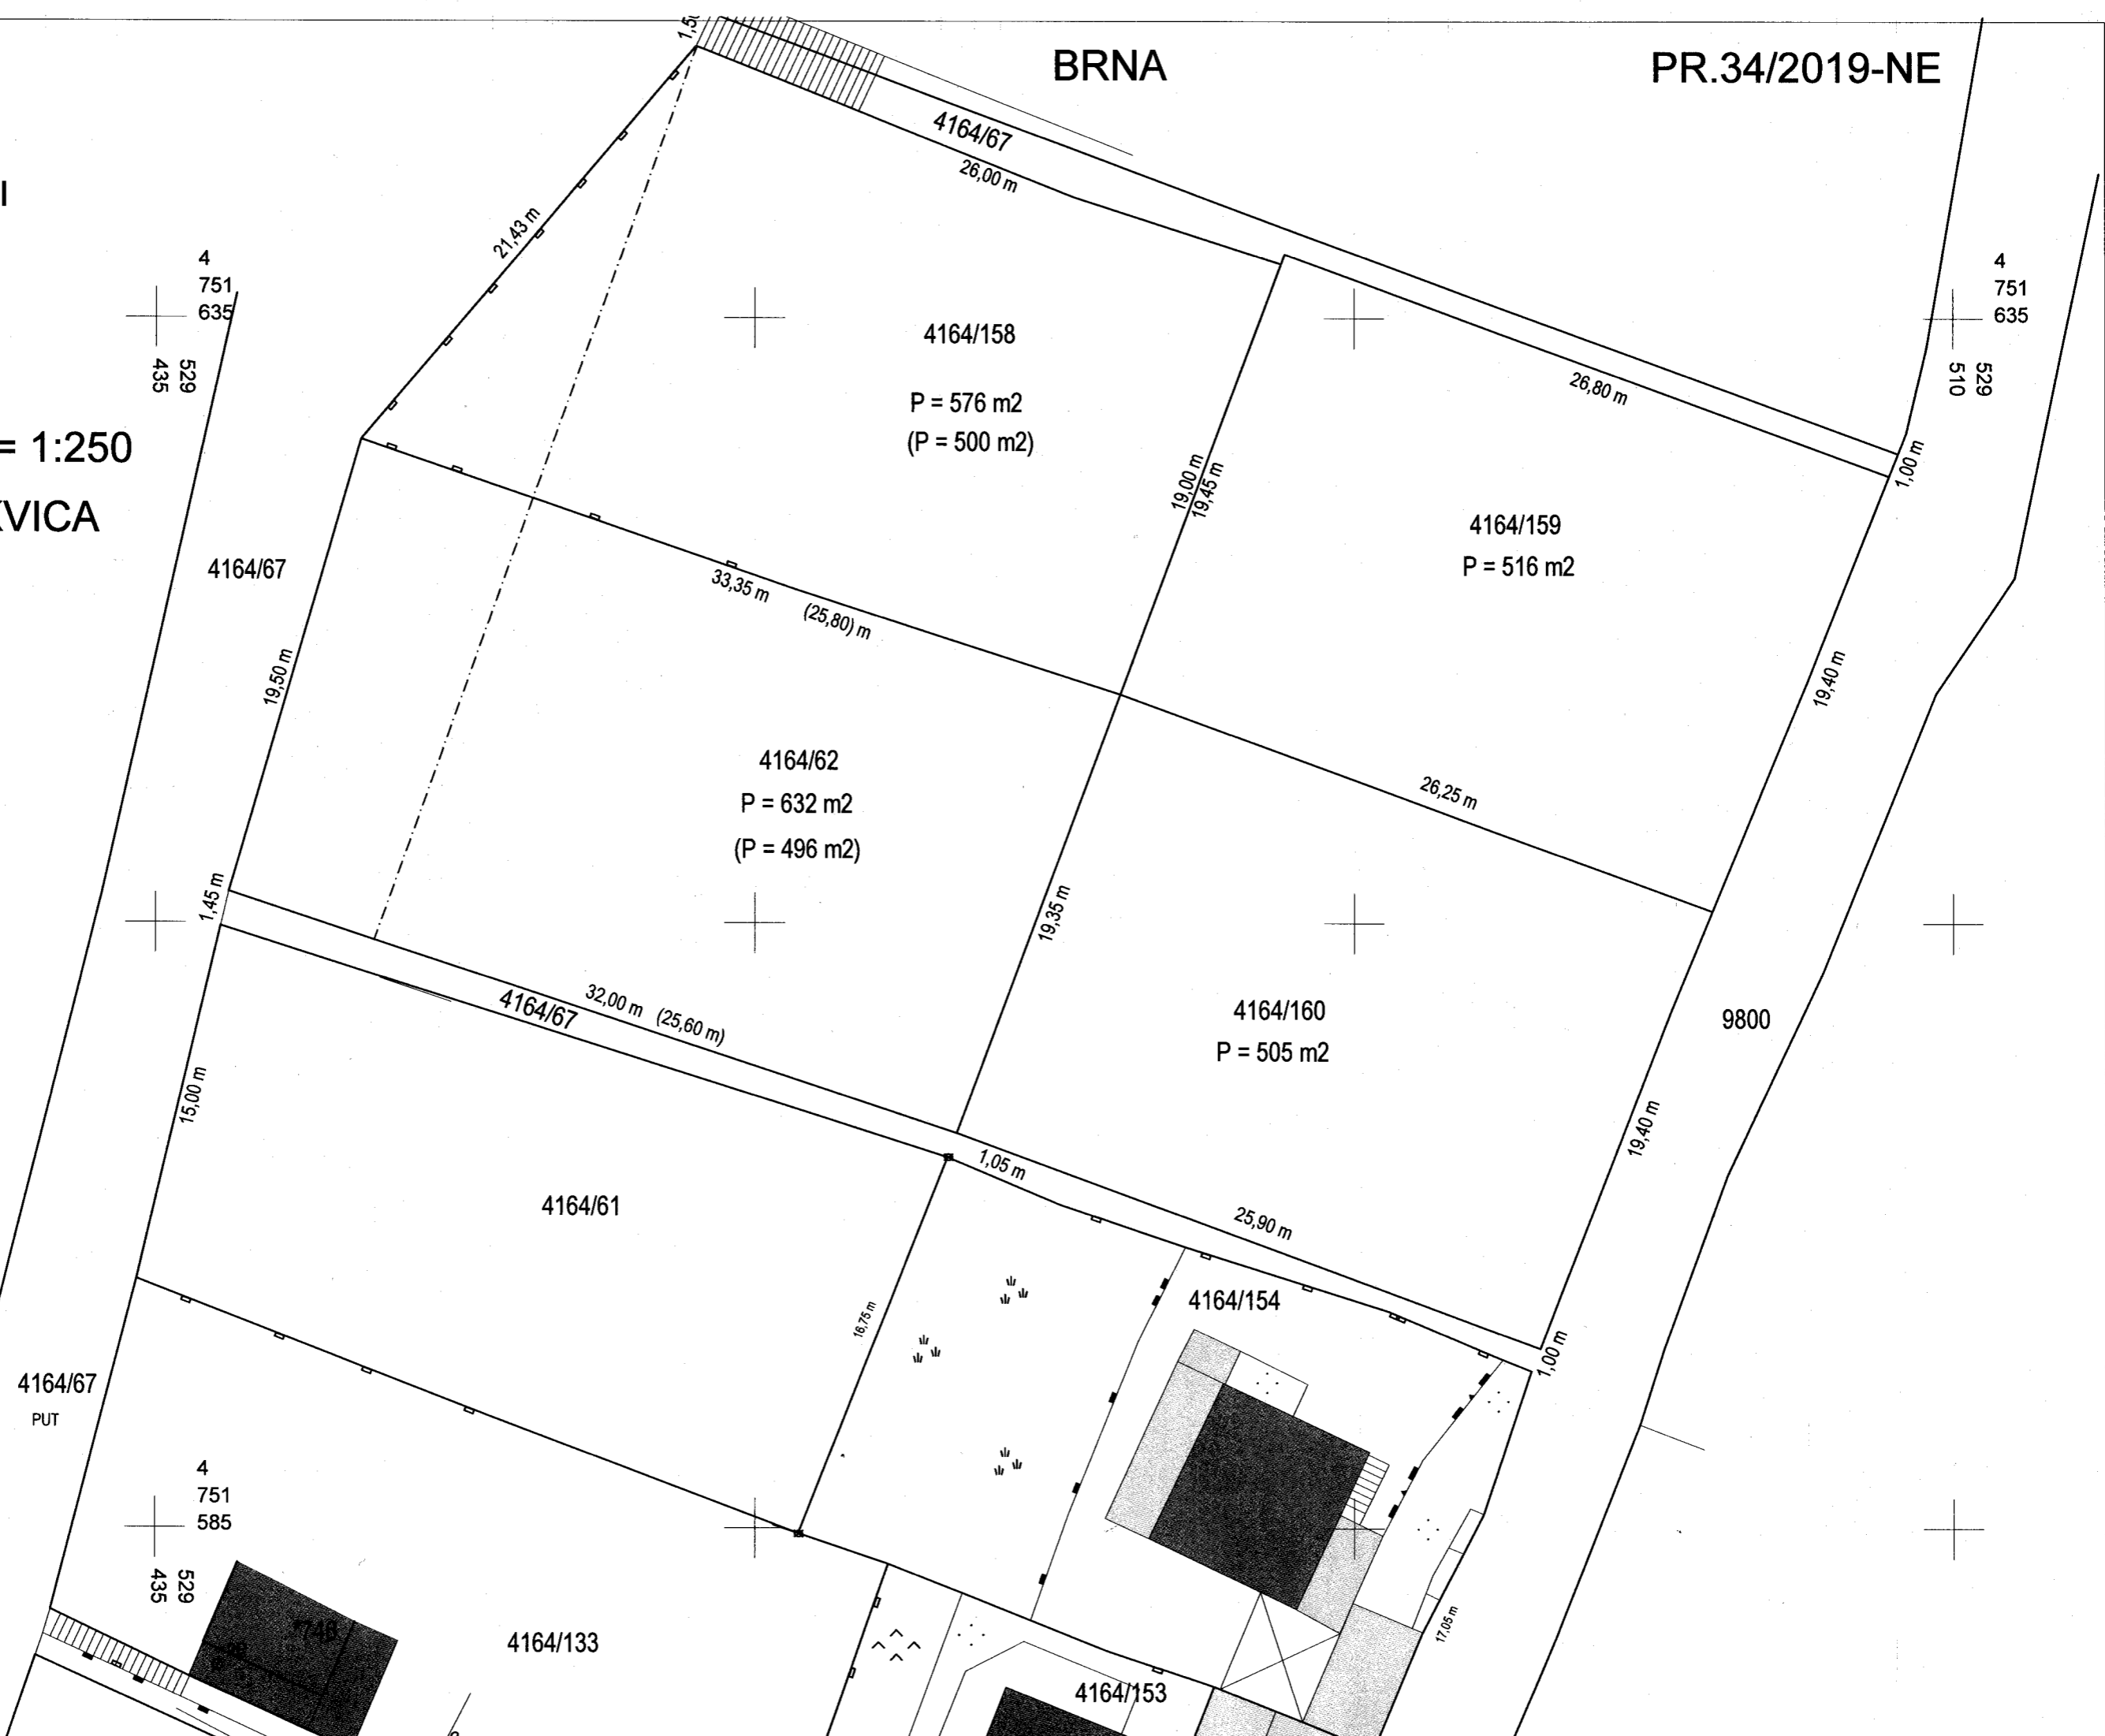 1,5
BRNA
PR.34/2019-NE
I
4164/67
26,00 m
21,43 m
4
751
635
529
435
4
751
635
529
510
4164/158
P = 576 m2
(P = 500 m2)
26,80 m
1,00 m
= 1:250
VICA
19,00 m
19,45 m
4164/159
P = 516 m2
4164/67
33,35 m (25,80) m
19,50 m
19,40 m
4164/62
P = 632 m2
(P = 496 m2)
26,25 m
1,45 m
19,35 m
4164/67
32,00 m (25,60 m)
4164/160
P = 505 m2
9800
15,00 m
19,40 m
1,05 m
4164/61
25,90 m
16,75 m
4164/154
1,00 m
4164/67
PUT
4
751
585
529
435
748
4164/133
17,05 m
4164/153